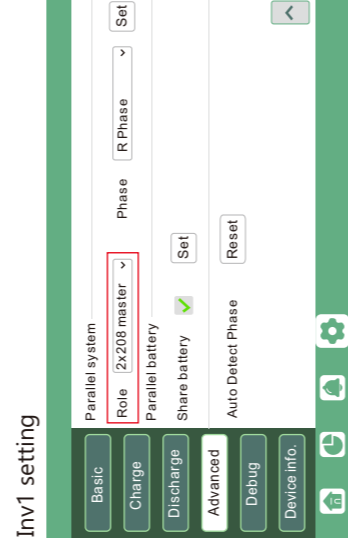 Inv1 setting
Basic
Charge
Discharge
Advanced
Debug
Device info.
Parallel system
Role 2x208 master Phase R Phase Set
Parallel battery
Share battery Set
Auto Detect Phase Reset